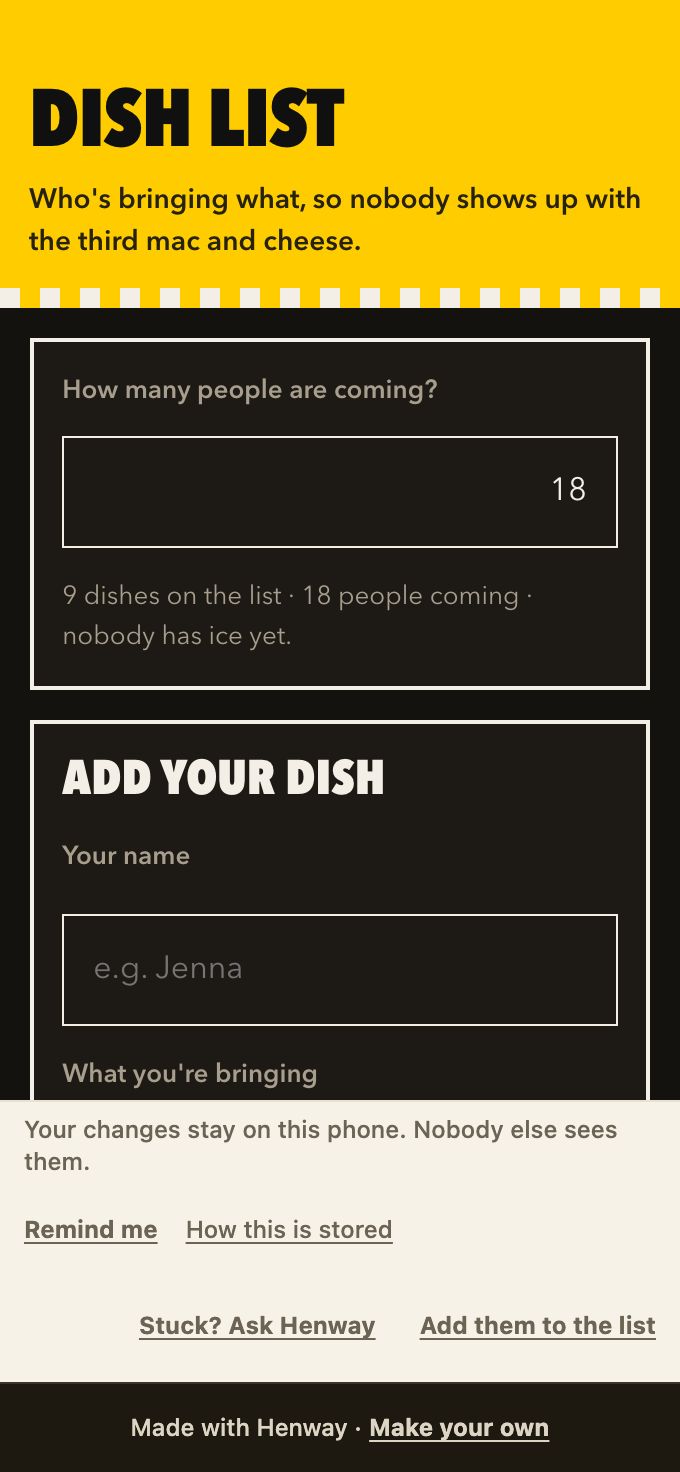 DISH LIST
Who's bringing what, so nobody shows up with
the third mac and cheese.
How many people are coming?
18
9 dishes on the list · 18 people coming ·
nobody has ice yet.
ADD YOUR DISH
Your name
e.g. Jenna
What you're bringing
Your changes stay on this phone. Nobody else sees
them.
Remind me How this is stored
Stuck? Ask Henway Add them to the list
Made with Henway · Make your own